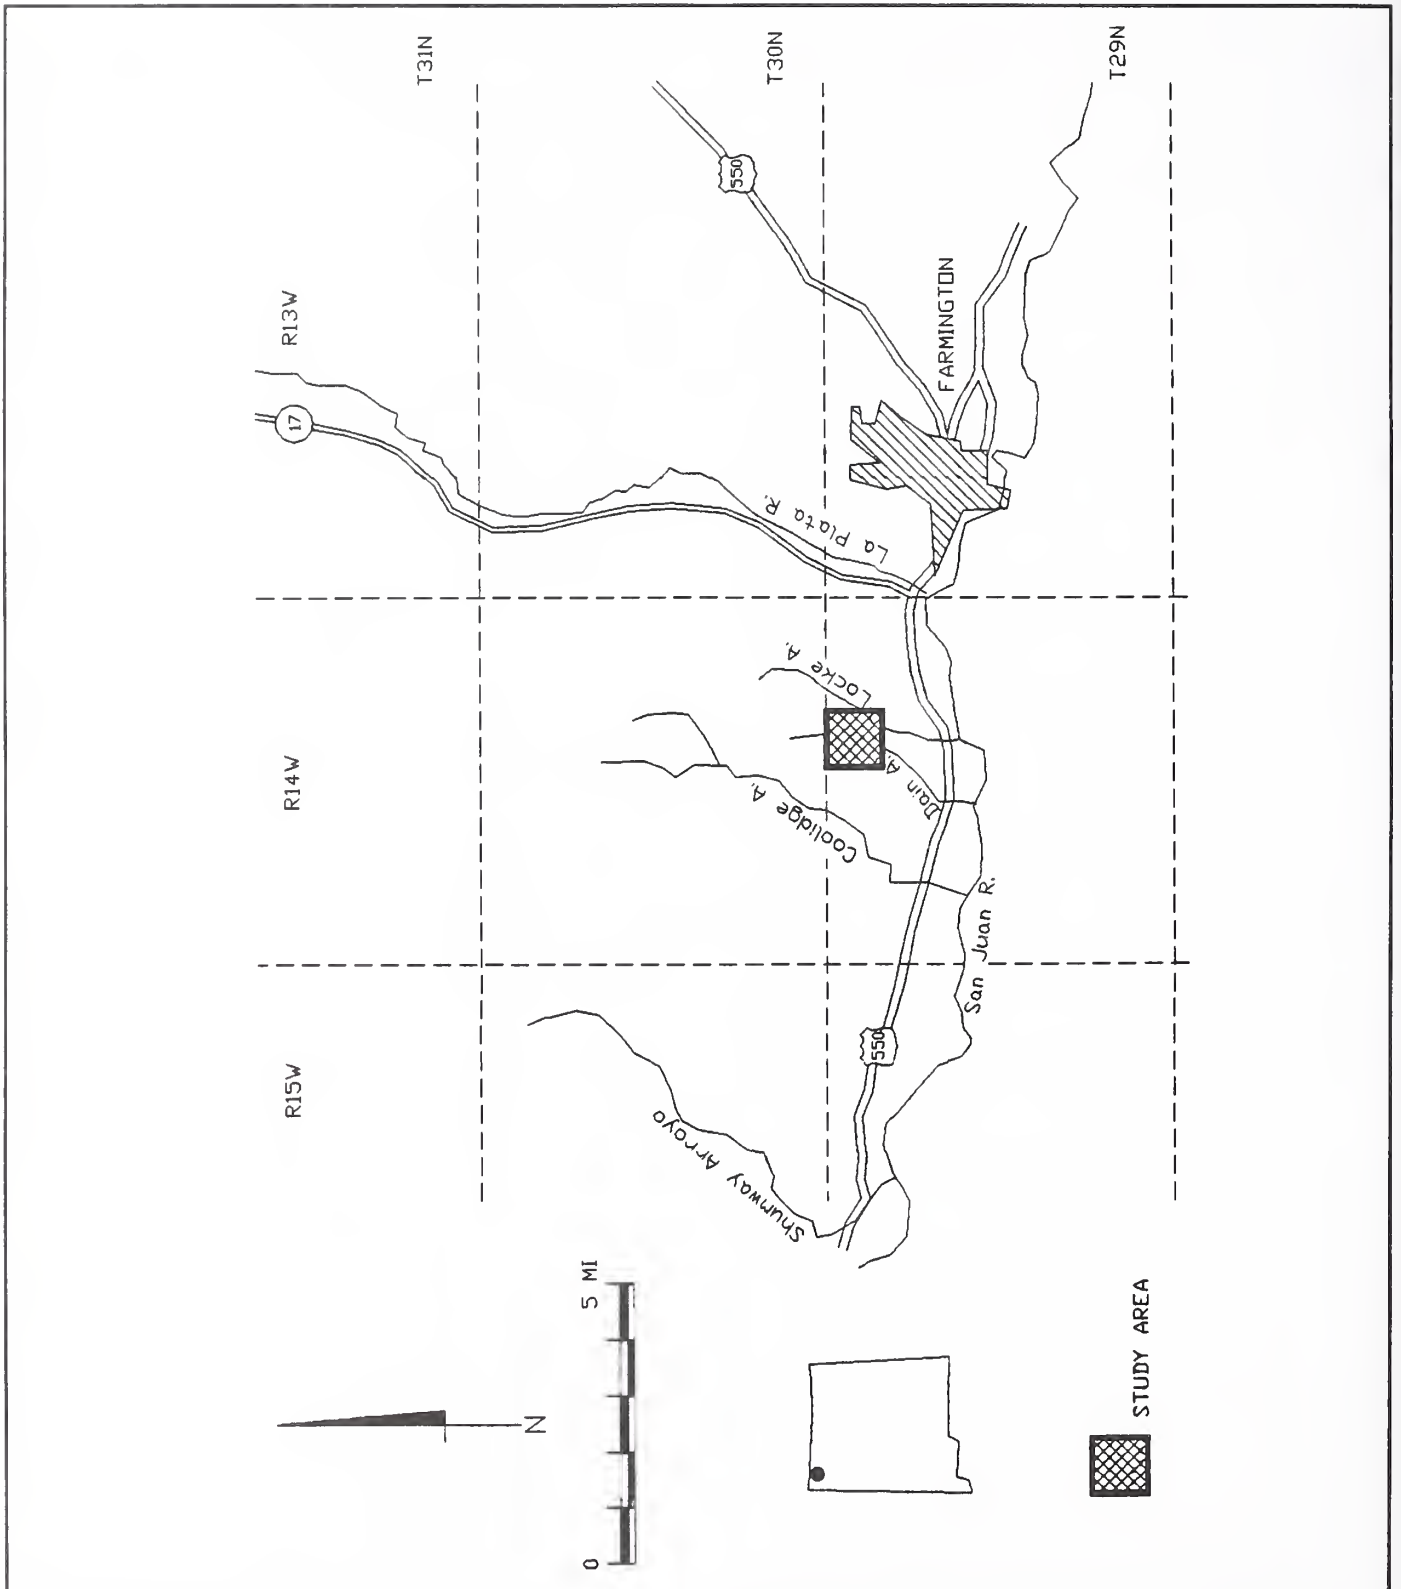 T31N
T30N
T29N
R13W
R14W
R15W
17
550
FARMINGTON
La Plata R.
Locke A.
Dain A.
Coolidge A.
San Juan R.
550
Shumway Arroyo
0
5 MI
N
STUDY AREA